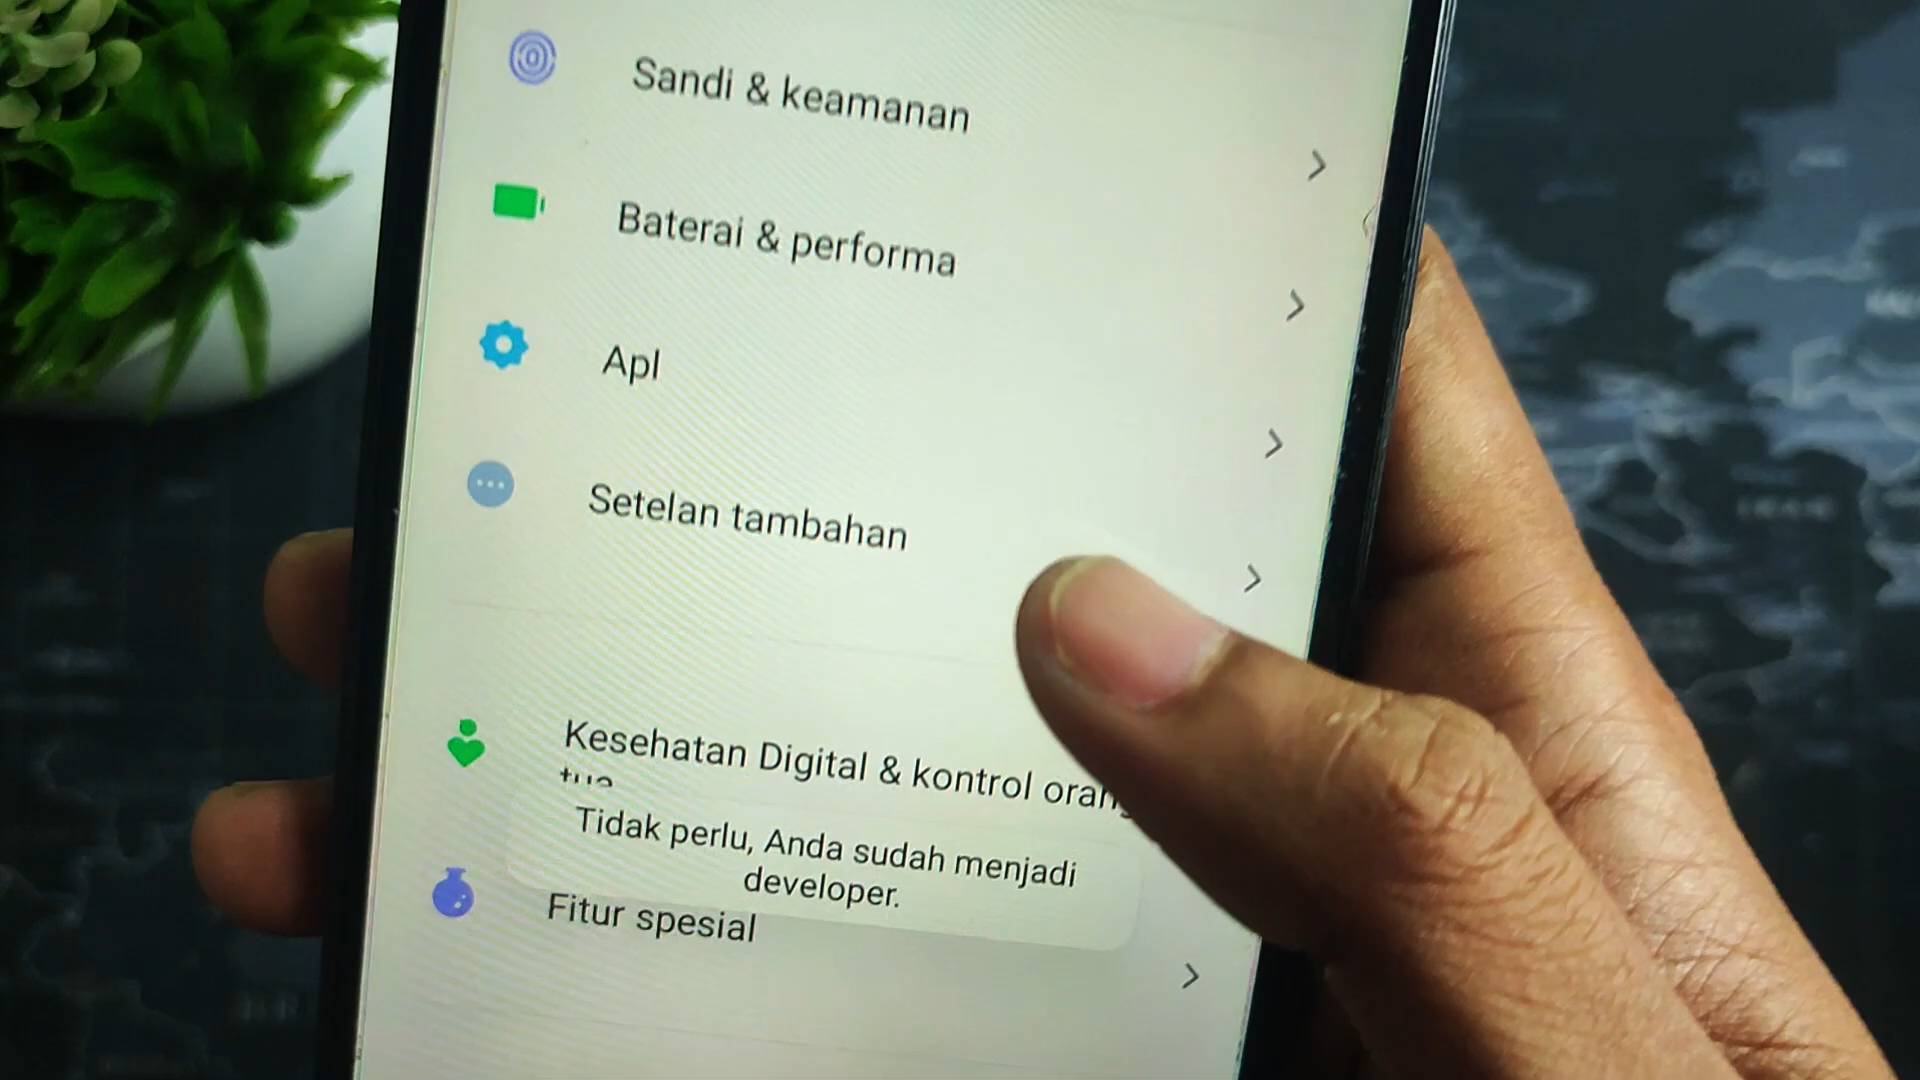 Sandi & keamanan
Baterai & performa
Apl
Setelan tambahan
Kesehatan Digital & kontrol orang
tua
Tidak perlu, Anda sudah menjadi
developer.
Fitur spesial